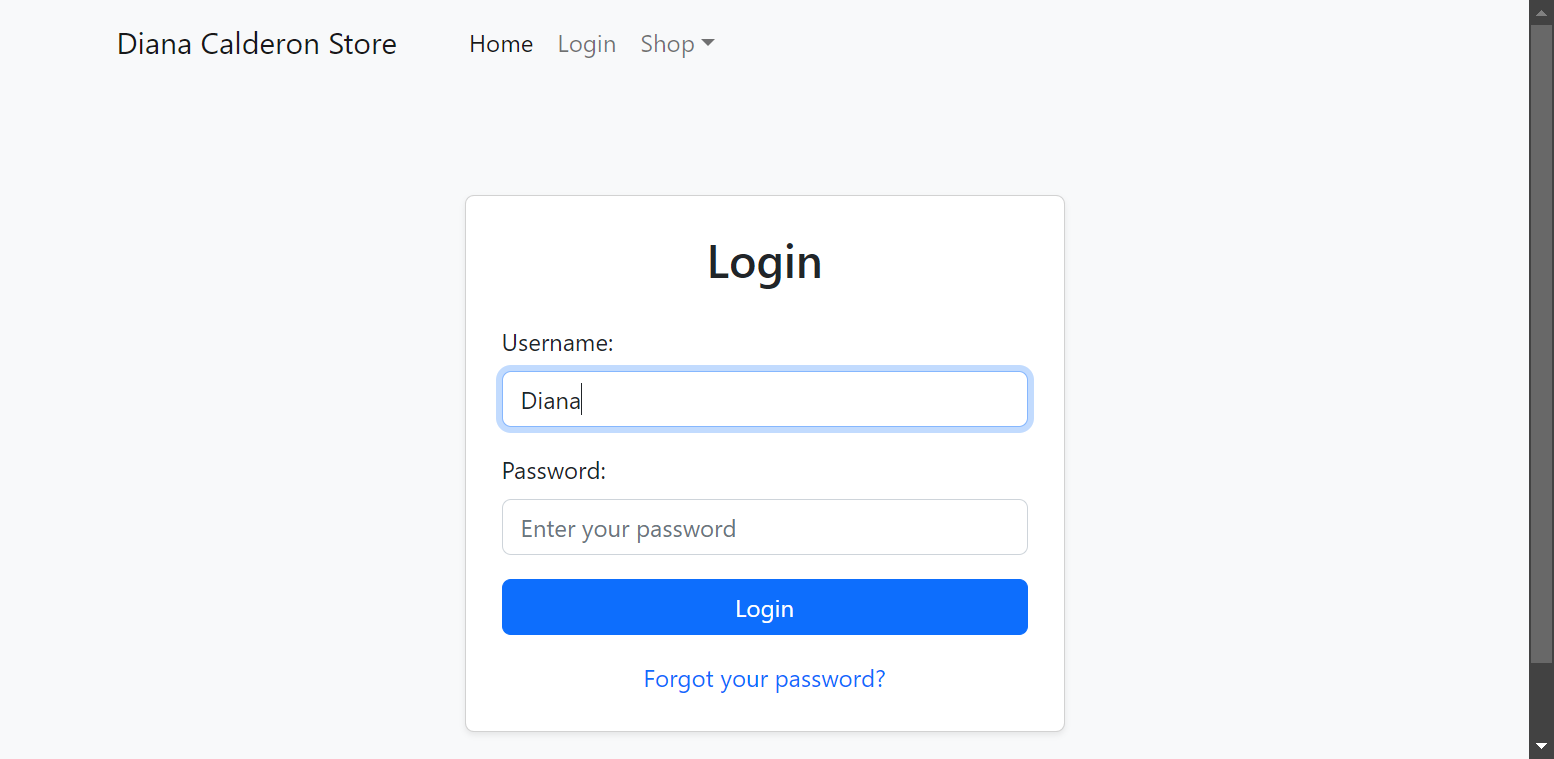 Diana Calderon Store Home Login Shop
Login
Username:
Diana
Password:
Enter your password
Login
Forgot your password?